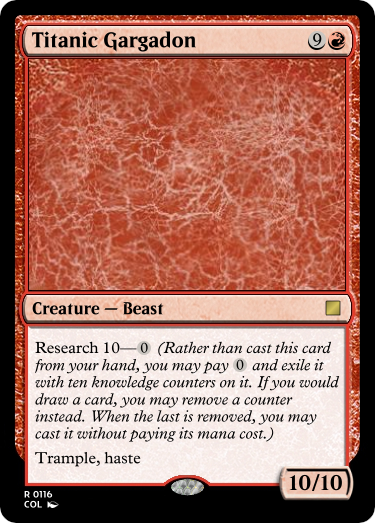 Titanic Gargadon 9
Creature — Beast
Research 10—0 (Rather than cast this card
from your hand, you may pay 0 and exile it
with ten knowledge counters on it. If you would
draw a card, you may remove a counter
instead. When the last is removed, you may
cast it without paying its mana cost.)
Trample, haste
10/10
R 0116
COL